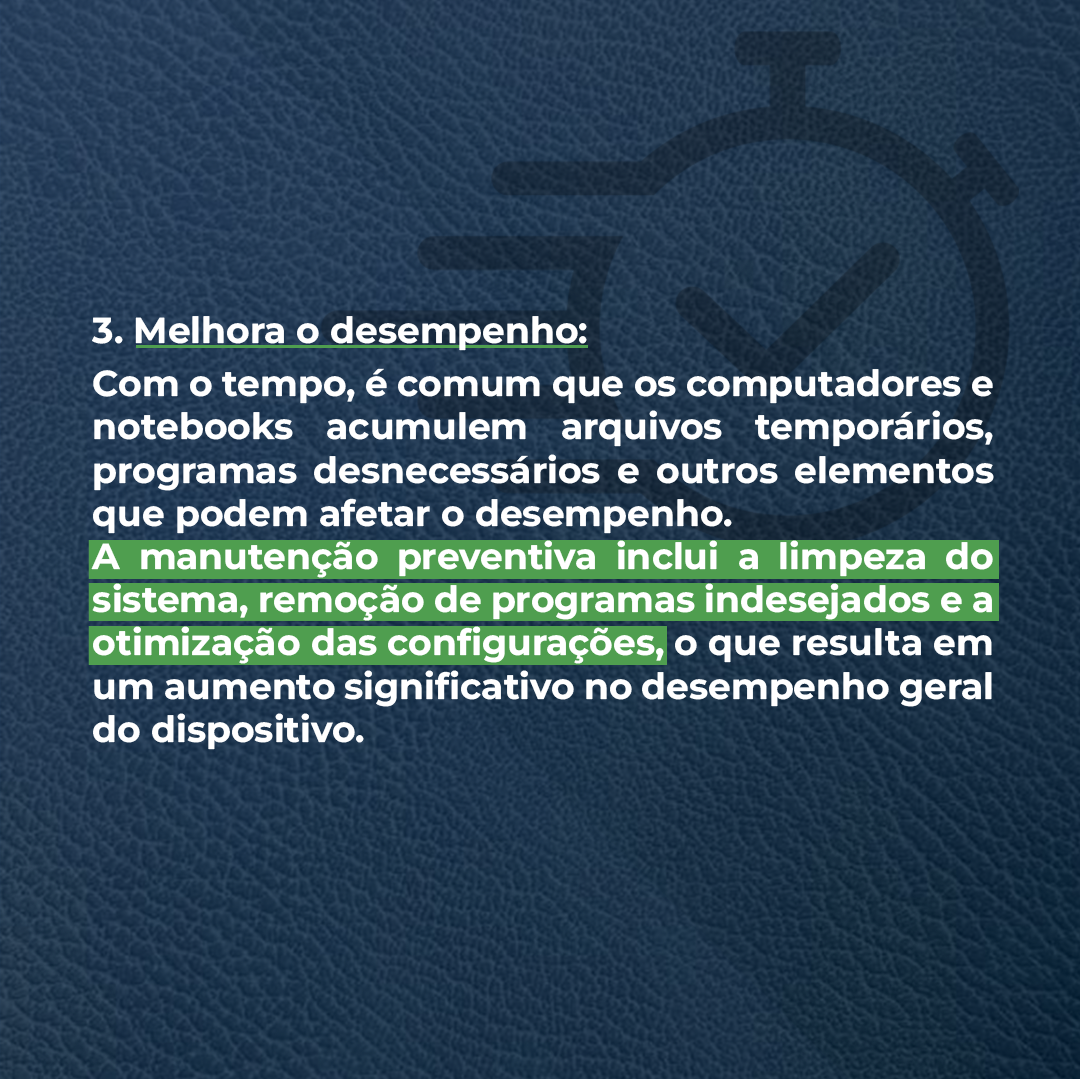 3. Melhora o desempenho:
Com o tempo, é comum que os computadores e
notebooks acumulem arquivos temporários,
programas desnecessários e outros elementos
que podem afetar o desempenho.
A manutenção preventiva inclui a limpeza do
sistema, remoção de programas indesejados e a
otimização das configurações, o que resulta em
um aumento significativo no desempenho geral
do dispositivo.